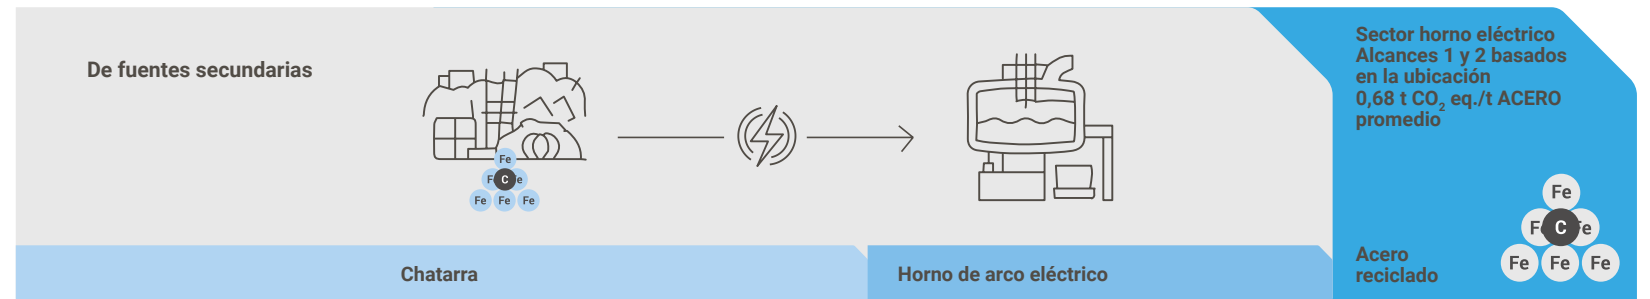 De fuentes secundarias
Fe
F C e
Fe Fe Fe
Chatarra
Horno de arco eléctrico
Sector horno eléctrico
Alcances 1 y 2 basados
en la ubicación
0,68 t CO₂ eq./t ACERO
promedio
Fe
F C e
Fe Fe Fe
Acero
reciclado